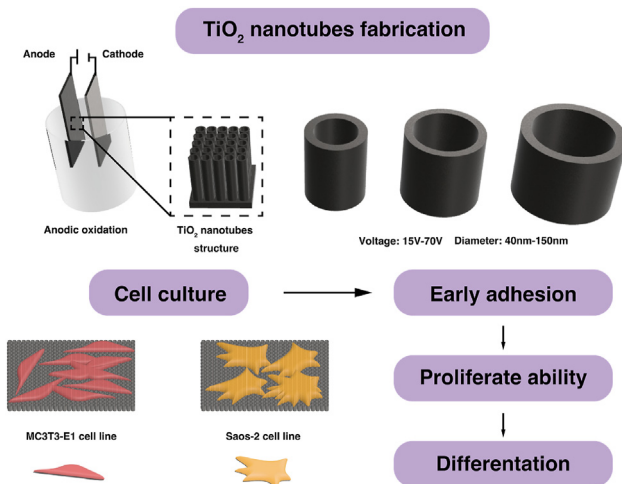 TiO₂ nanotubes fabrication
Anode
Cathode
Anodic oxidation
TiO₂ nanotubes
structure
Voltage: 15V-70V Diameter: 40nm-150nm
Cell culture
Early adhesion
Proliferate ability
Differentation
MC3T3-E1 cell line
Saos-2 cell line